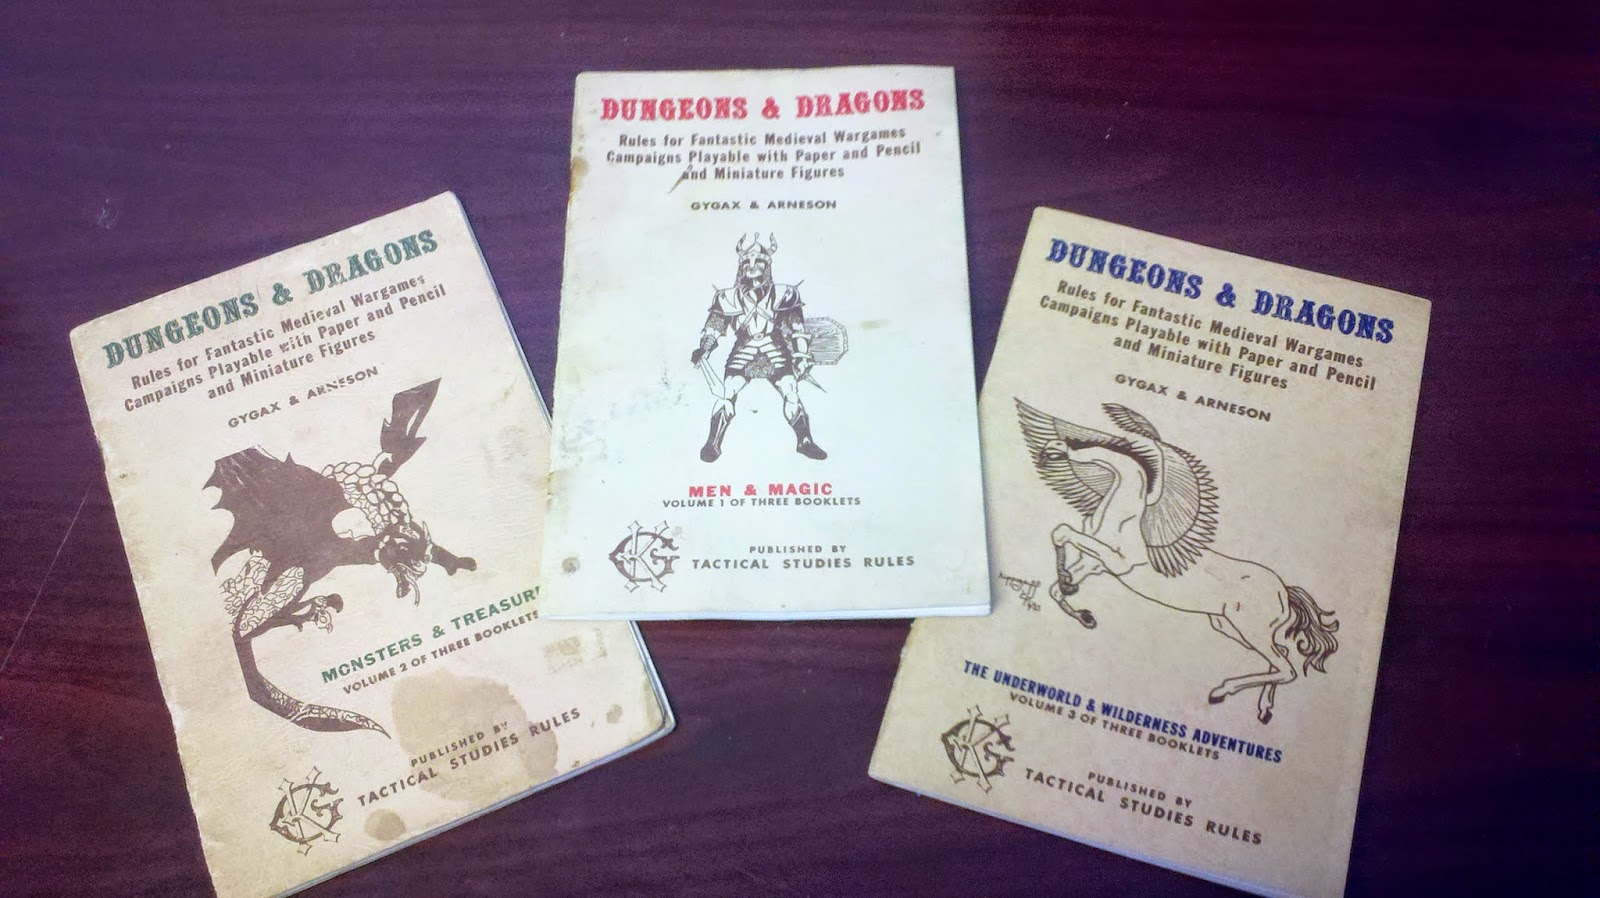 DUNGEONS & DRAGONS
Rules for Fantastic Medieval Wargames
Campaigns Playable with Paper and Pencil
and Miniature Figures
GYGAX & ARNESON
MONSTERS & TREASUR
VOLUME 2 OF THREE BOOKLETS
PUBLISHED BY
TACTICAL STUDIES RULES
GK
DUNGEONS & DRAGONS
Rules for Fantastic Medieval Wargames
Campaigns Playable with Paper and Pencil
and Miniature Figures
GYGAX & ARNESON
MEN & MAGIC
VOLUME 1 OF THREE BOOKLETS
PUBLISHED BY
TACTICAL STUDIES RULES
GK
DUNGEONS & DRAGONS
Rules for Fantastic Medieval Wargames
Campaigns Playable with Paper and Pencil
and Miniature Figures
GYGAX & ARNESON
THE UNDERWORLD & WILDERNESS ADVENTURES
VOLUME 3 OF THREE BOOKLETS
PUBLISHED BY
TACTICAL STUDIES RULES
GK